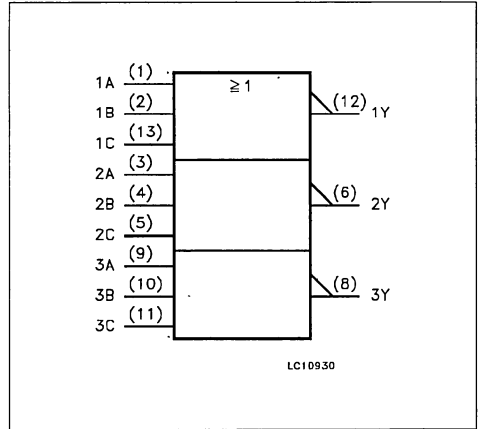 ≧1
1A (1)
1B (2) (12) 1Y
1C (13)
2A (3)
2B (4) (6) 2Y
2C (5)
3A (9)
3B (10) (8) 3Y
3C (11)
LC10930